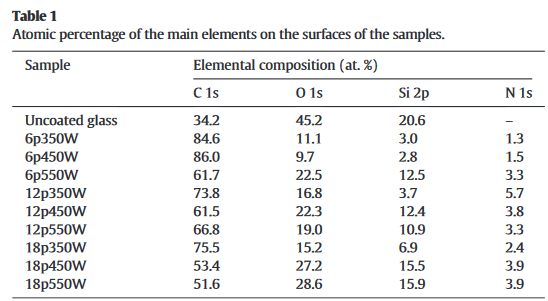 Table 1
Atomic percentage of the main elements on the surfaces of the samples.
Sample Elemental composition (at. %)
C 1s O 1s Si 2p N 1s
Uncoated glass 34.2 45.2 20.6 –
6p350W 84.6 11.1 3.0 1.3
6p450W 86.0 9.7 2.8 1.5
6p550W 61.7 22.5 12.5 3.3
12p350W 73.8 16.8 3.7 5.7
12p450W 61.5 22.3 12.4 3.8
12p550W 66.8 19.0 10.9 3.3
18p350W 75.5 15.2 6.9 2.4
18p450W 53.4 27.2 15.5 3.9
18p550W 51.6 28.6 15.9 3.9